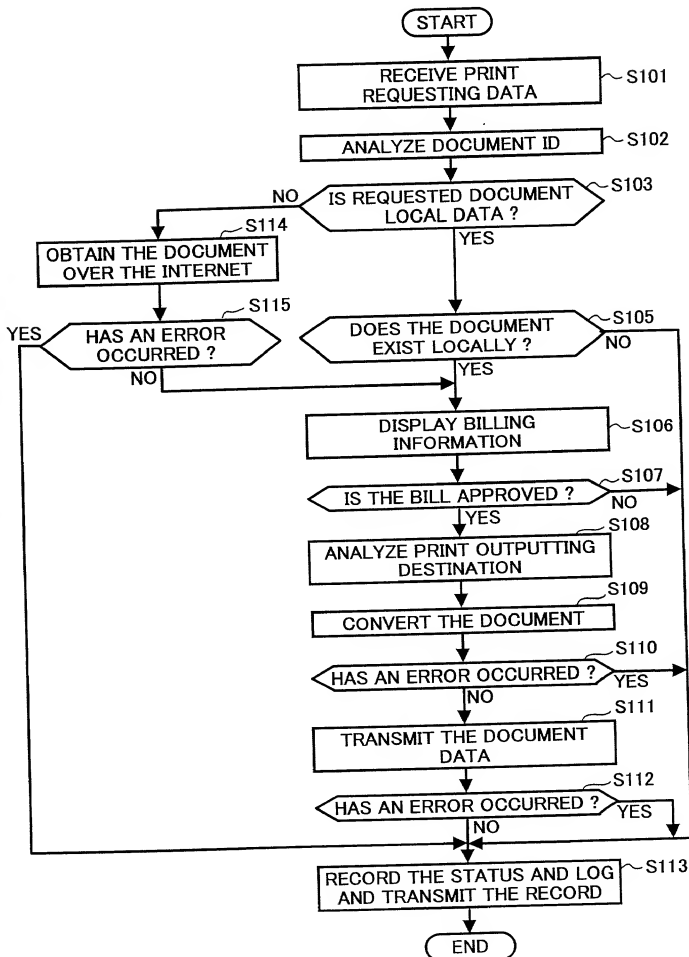 START
RECEIVE PRINT
REQUESTING DATA
S101
ANALYZE DOCUMENT ID
S102
IS REQUESTED DOCUMENT
LOCAL DATA ?
S103
NO
YES
S114
OBTAIN THE DOCUMENT
OVER THE INTERNET
S115
YES
HAS AN ERROR
OCCURRED ?
NO
DOES THE DOCUMENT
EXIST LOCALLY ?
S105
NO
YES
DISPLAY BILLING
INFORMATION
S106
S107
IS THE BILL APPROVED ?
NO
YES
S108
ANALYZE PRINT OUTPUTTING
DESTINATION
S109
CONVERT THE DOCUMENT
S110
HAS AN ERROR OCCURRED ?
YES
NO
S111
TRANSMIT THE DOCUMENT
DATA
S112
HAS AN ERROR OCCURRED ?
YES
NO
S113
RECORD THE STATUS AND LOG
AND TRANSMIT THE RECORD
END